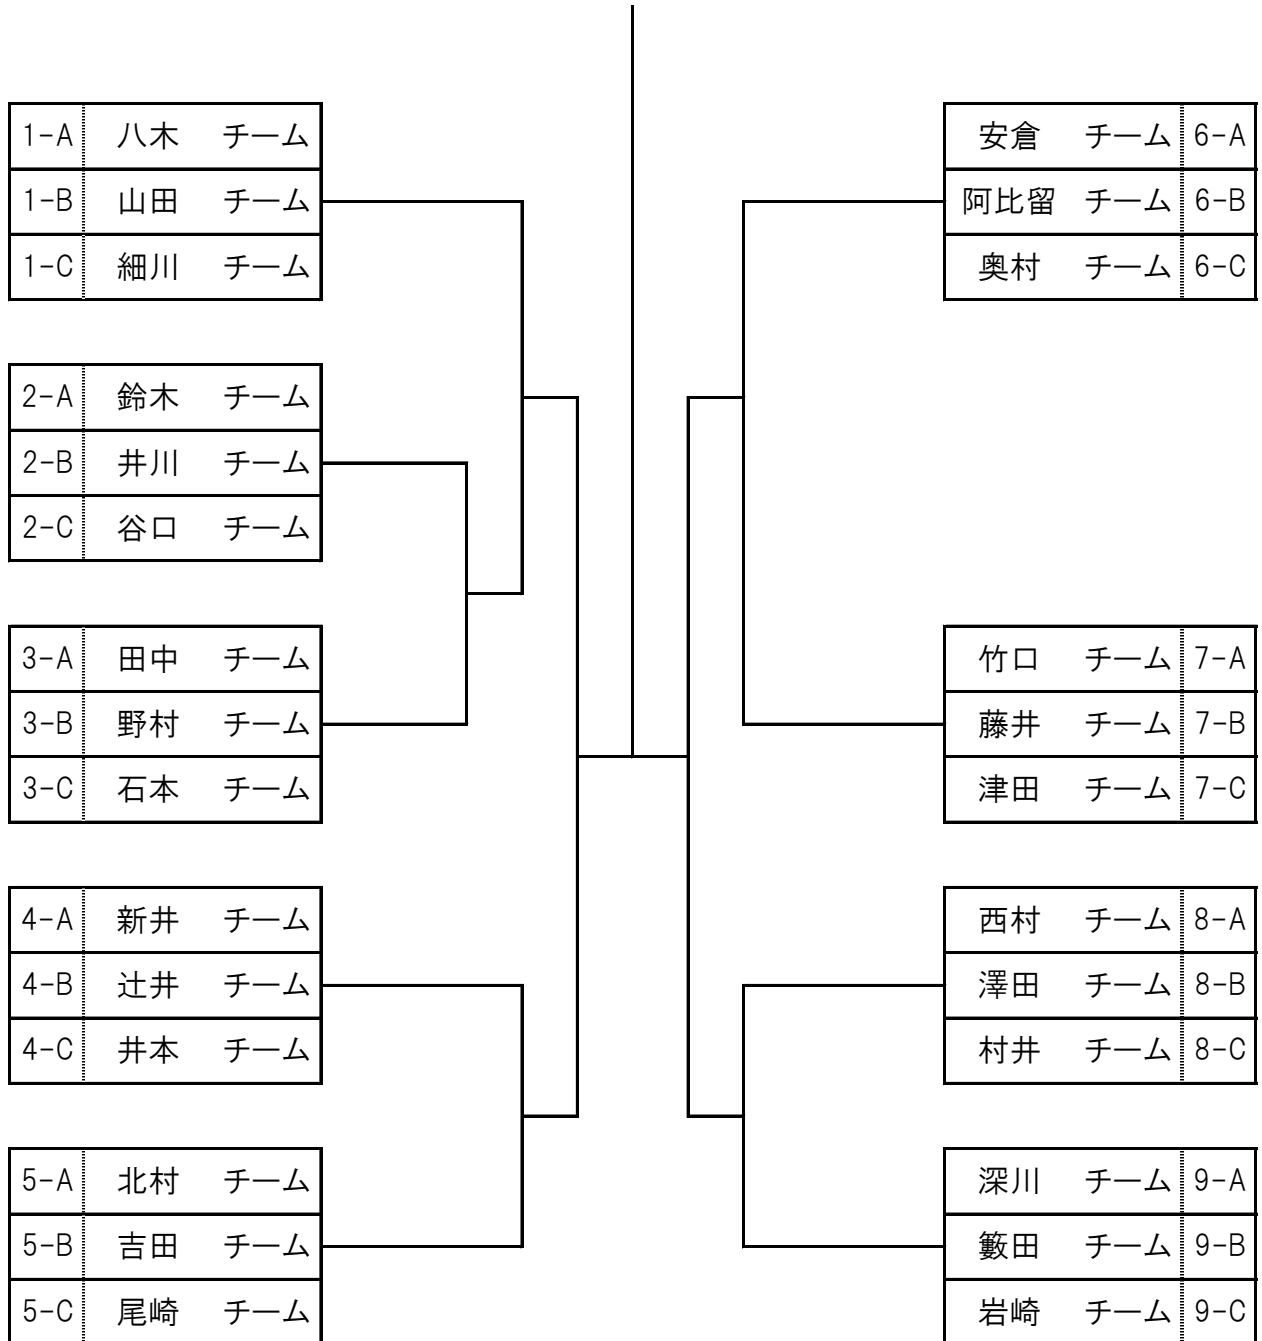 1-A 八木 チーム
1-B 山田 チーム
1-C 細川 チーム
2-A 鈴木 チーム
2-B 井川 チーム
2-C 谷口 チーム
3-A 田中 チーム
3-B 野村 チーム
3-C 石本 チーム
4-A 新井 チーム
4-B 辻井 チーム
4-C 井本 チーム
5-A 北村 チーム
5-B 吉田 チーム
5-C 尾崎 チーム
安倉 チーム 6-A
阿比留 チーム 6-B
奥村 チーム 6-C
竹口 チーム 7-A
藤井 チーム 7-B
津田 チーム 7-C
西村 チーム 8-A
澤田 チーム 8-B
村井 チーム 8-C
深川 チーム 9-A
籔田 チーム 9-B
岩崎 チーム 9-C